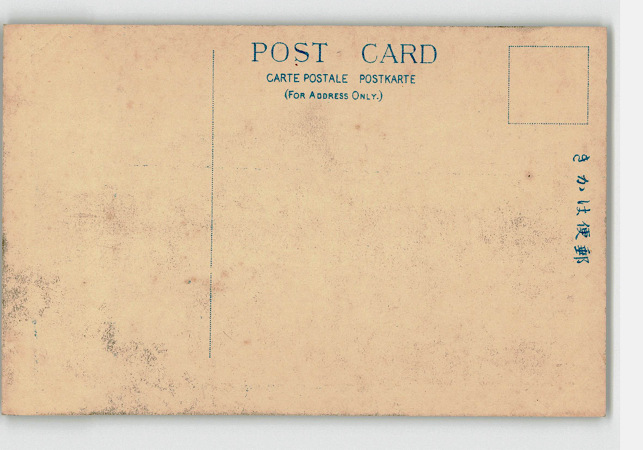 POST CARD
CARTE POSTALE POSTKARTE
(FOR ADDRESS ONLY.)
きかは便郵